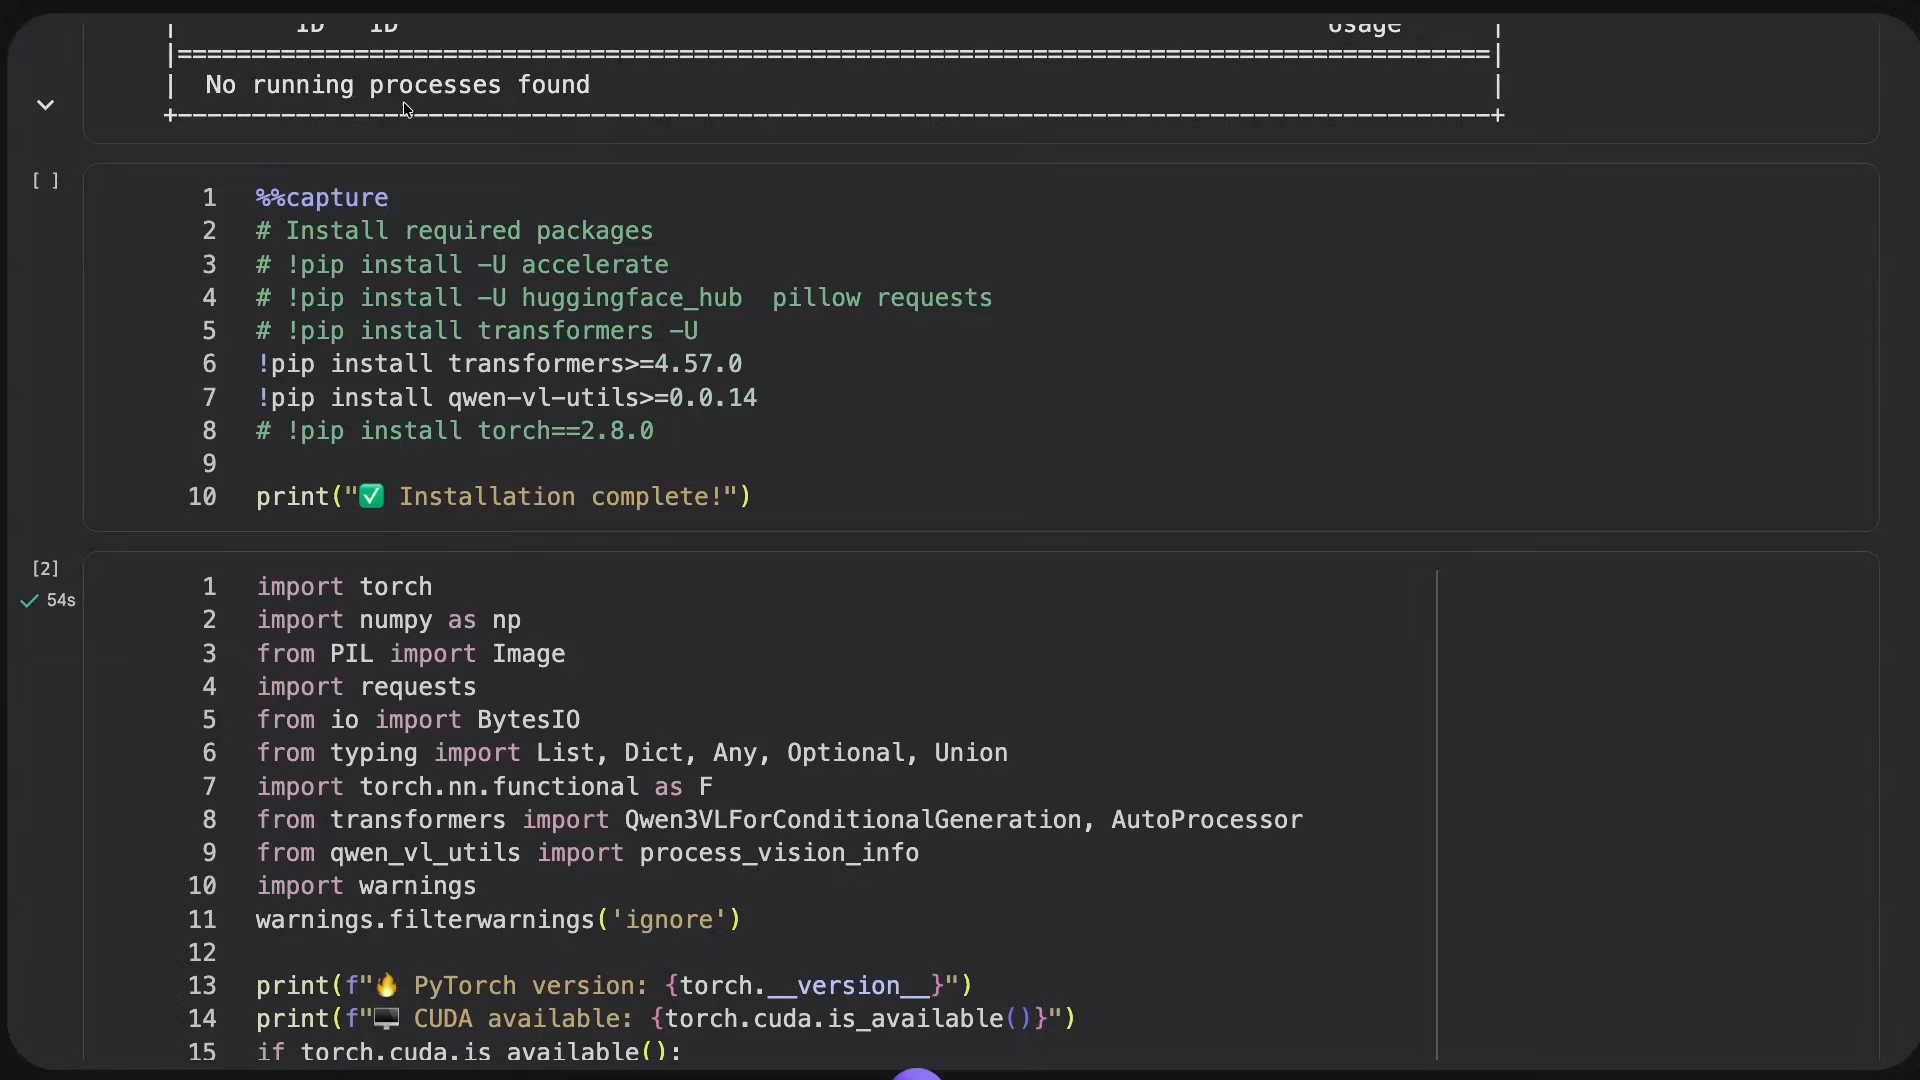 ID ID Usage
|=========================================================================================|
| No running processes found |
+-----------------------------------------------------------------------------------------+
[ ]
1 %%capture
2 # Install required packages
3 # !pip install -U accelerate
4 # !pip install -U huggingface_hub  pillow requests
5 # !pip install transformers -U
6 !pip install transformers>=4.57.0
7 !pip install qwen-vl-utils>=0.0.14
8 # !pip install torch==2.8.0
9
10 print("✅ Installation complete!")
[2]
54s
1 import torch
2 import numpy as np
3 from PIL import Image
4 import requests
5 from io import BytesIO
6 from typing import List, Dict, Any, Optional, Union
7 import torch.nn.functional as F
8 from transformers import Qwen3VLForConditionalGeneration, AutoProcessor
9 from qwen_vl_utils import process_vision_info
10 import warnings
11 warnings.filterwarnings('ignore')
12
13 print(f"🔥 PyTorch version: {torch.__version__}")
14 print(f"🖥️ CUDA available: {torch.cuda.is_available()}")
15 if torch.cuda.is_available():